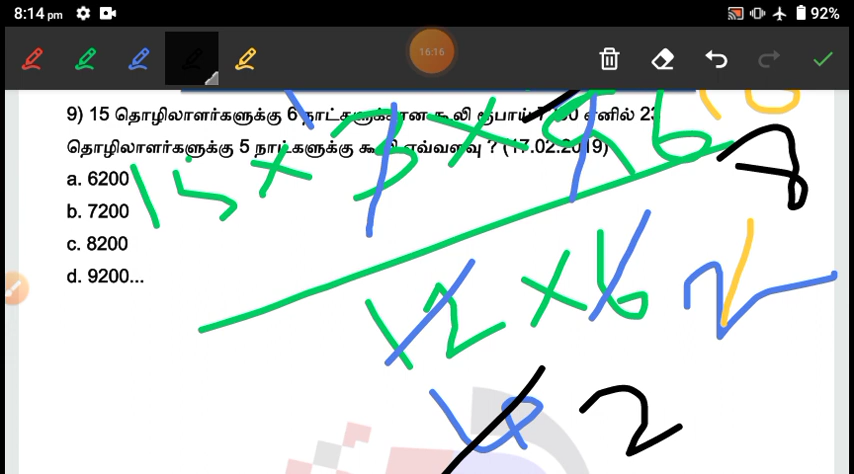 8:14 pm
92%
16:16
9) 15 தொழிலாளர்களுக்கு 6 நாட்களுக்கான கூலி ரூபாய் எனில் 23
தொழிலாளர்களுக்கு 5 நாட்களுக்கு கூலி எவ்வளவு ? (17.02.2019)
a. 6200
b. 7200
c. 8200
d. 9200...
15 × 3 × 6
8
12 × 6
2
2